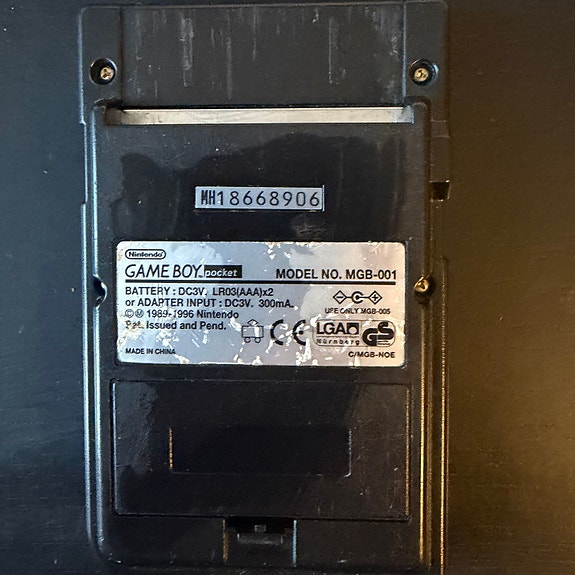 MH18668906
Nintendo
GAME BOY pocket MODEL NO. MGB-001
BATTERY : DC3V, LR03(AAA)x2
or ADAPTER INPUT : DC3V, 300mA.
©Ⓜ 1989-1996 Nintendo USE ONLY MGB-005
Pat. Issued and Pend. CE LGA GS
Nürnberg
MADE IN CHINA C/MGB-NOE